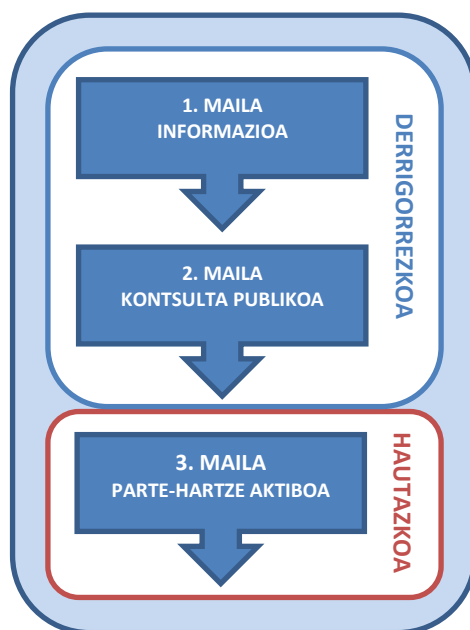 1. MAILA
INFORMAZIOA
2. MAILA
KONTSULTA PUBLIKOA
DERRIGORREZKOA
3. MAILA
PARTE-HARTZE AKTIBOA
HAUTAZKOA